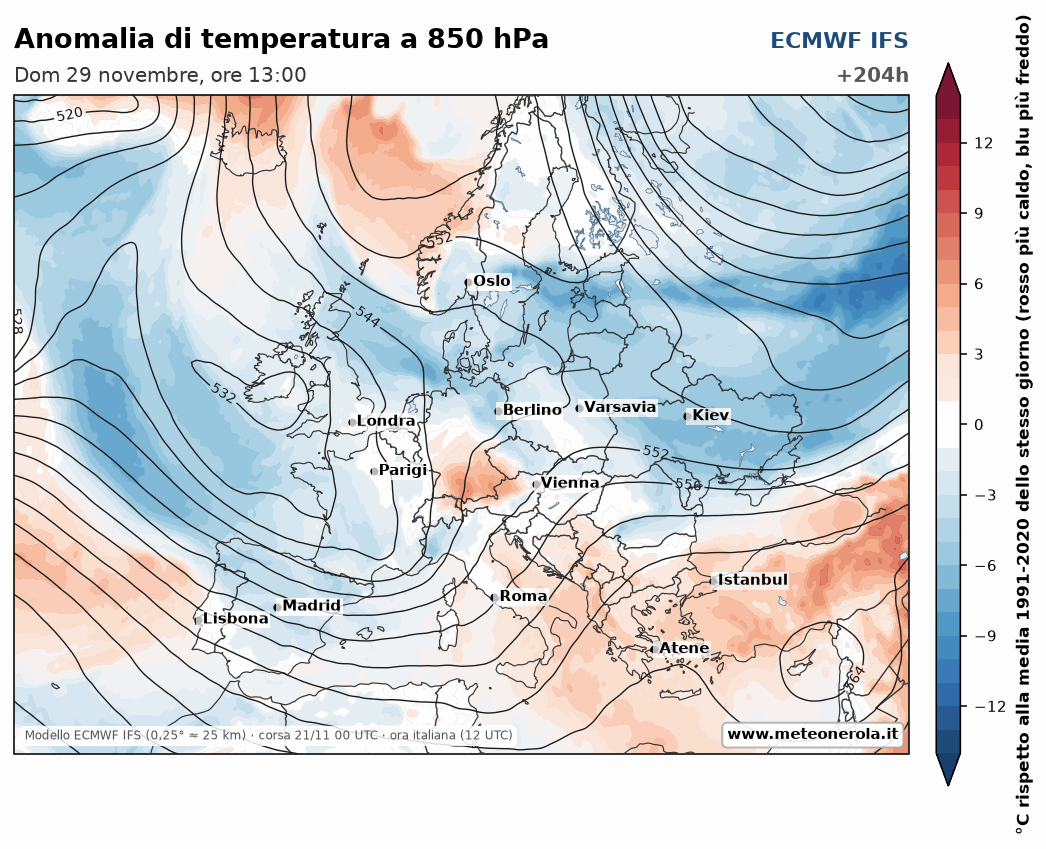 Anomalia di temperatura a 850 hPa
ECMWF IFS
Dom 29 novembre, ore 13:00
+204h
520
552
528
544
532
552
556
564
Oslo
Berlino
Varsavia
Kiev
Londra
Parigi
Vienna
Istanbul
Roma
Madrid
Lisbona
Atene
Modello ECMWF IFS (0,25° ≈ 25 km) · corsa 21/11 00 UTC · ora italiana (12 UTC)
www.meteonerola.it
12
9
6
3
0
−3
−6
−9
−12
°C rispetto alla media 1991-2020 dello stesso giorno (rosso più caldo, blu più freddo)